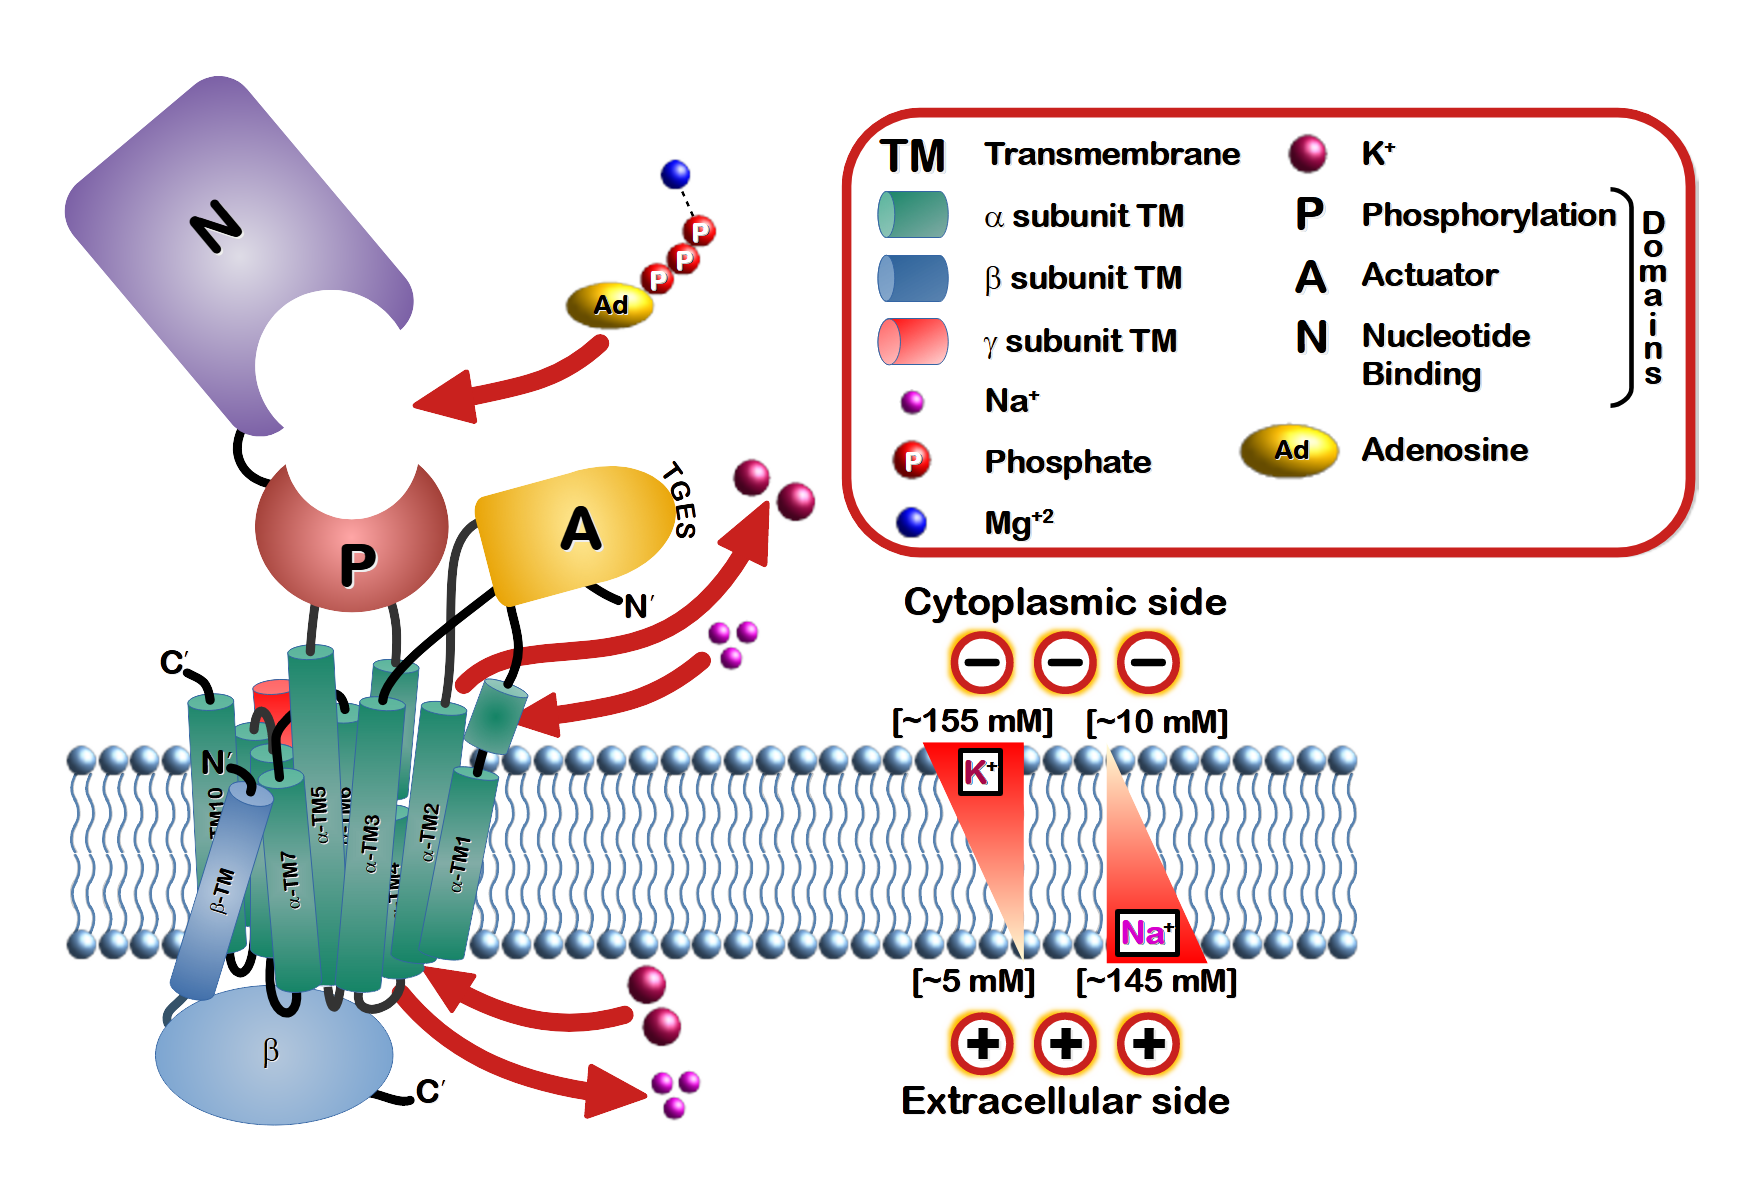 N
P
P
P
Ad
P
A
TGES
N′
C′
N′
TM10
β-TM
α-TM7
α-TM5
α-TM6
α-TM3
α-TM4
α-TM2
α-TM1
β
C′
TM Transmembrane
α subunit TM
β subunit TM
γ subunit TM
Na⁺
P Phosphate
Mg⁺²
K⁺
P Phosphorylation
A Actuator
N Nucleotide
Binding
Domains
Ad Adenosine
Cytoplasmic side
− − −
[~155 mM] [~10 mM]
K⁺
Na⁺
[~5 mM] [~145 mM]
+ + +
Extracellular side